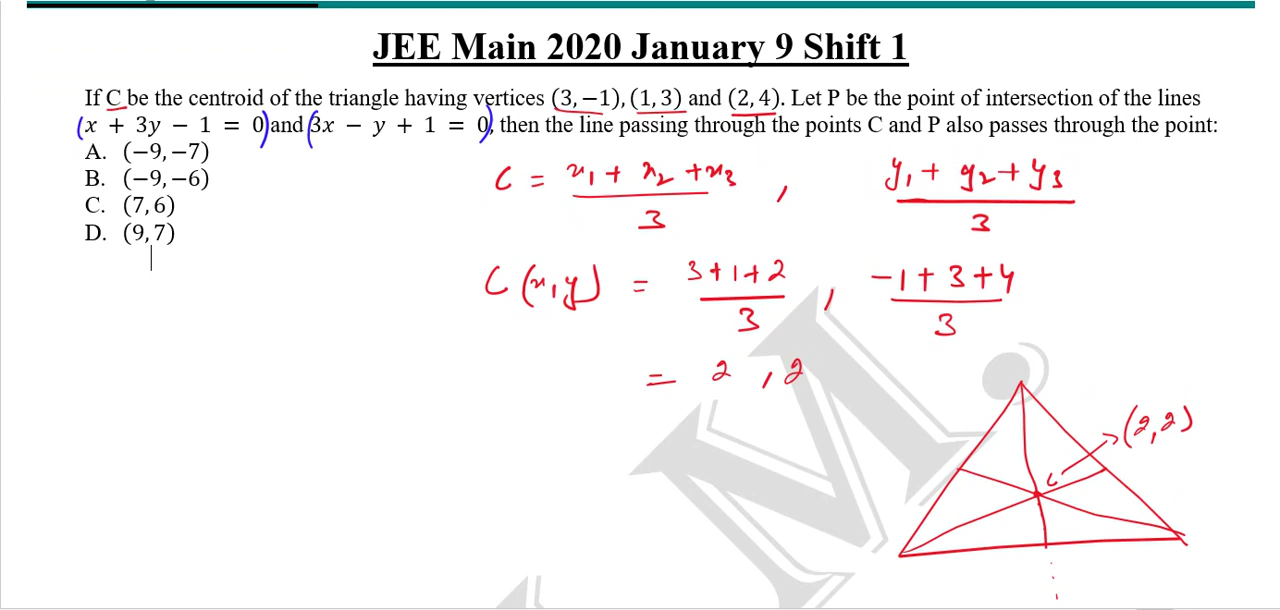 JEE Main 2020 January 9 Shift 1
If C be the centroid of the triangle having vertices (3, −1), (1, 3) and (2, 4). Let P be the point of intersection of the lines
(x + 3y − 1 = 0) and (3x − y + 1 = 0), then the line passing through the points C and P also passes through the point:
A. (−9, −7)
B. (−9, −6)
C. (7, 6)
D. (9, 7)
C = x₁ + x₂ + x₃ / 3 , y₁ + y₂ + y₃ / 3
C (x, y) = 3 + 1 + 2 / 3 , −1 + 3 + 4 / 3
= 2 , 2
(2, 2)
C